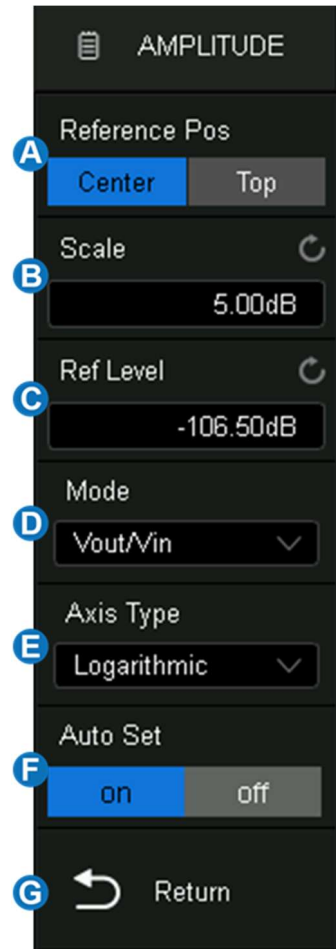 AMPLITUDE
Reference Pos
A
Center Top
Scale
B
5.00dB
Ref Level
C
-106.50dB
Mode
D
Vout/Vin
Axis Type
E
Logarithmic
Auto Set
F
on off
G Return